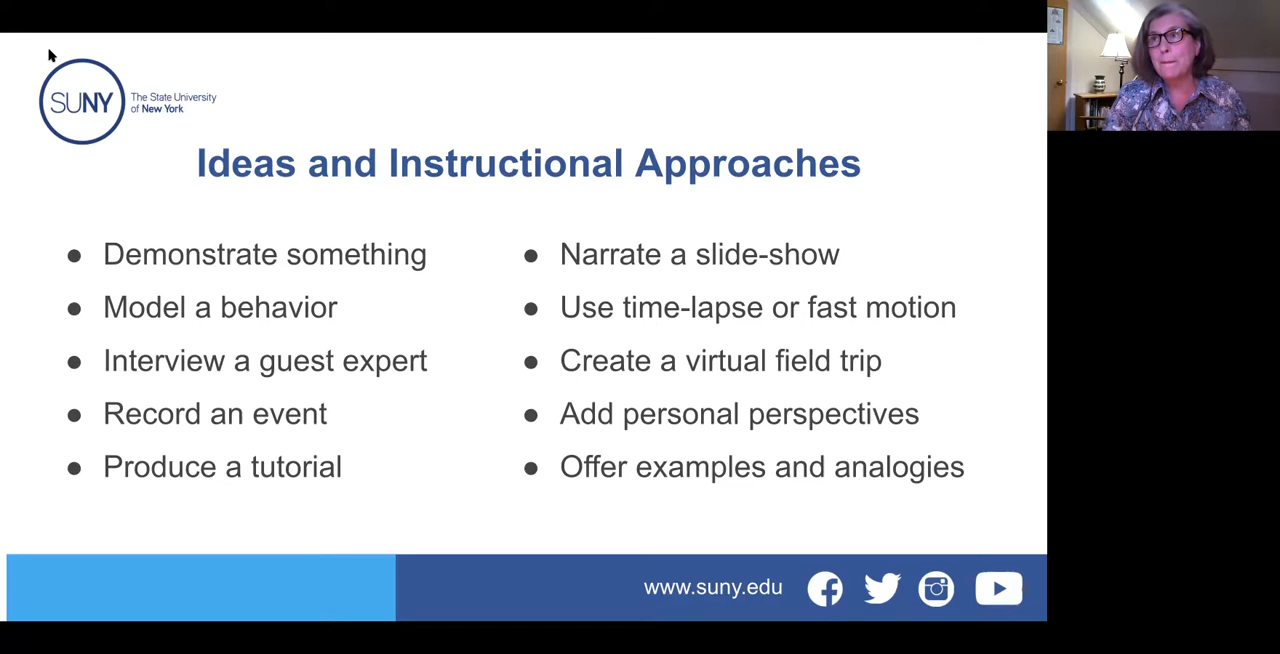 SUNY
The State University
of New York
Ideas and Instructional Approaches
● Demonstrate something
● Model a behavior
● Interview a guest expert
● Record an event
● Produce a tutorial
● Narrate a slide-show
● Use time-lapse or fast motion
● Create a virtual field trip
● Add personal perspectives
● Offer examples and analogies
www.suny.edu